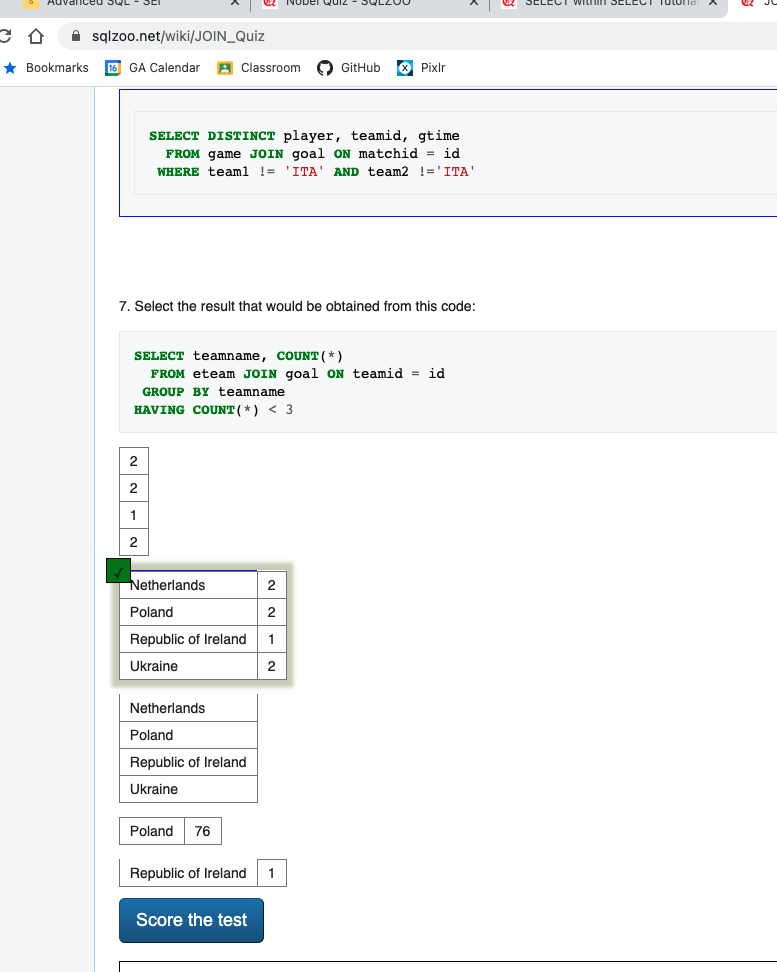 Advanced SQL - SEI
Nobel Quiz - SQLZOO
SELECT within SELECT Tutorial
sqlzoo.net/wiki/JOIN_Quiz
Bookmarks
16
GA Calendar
Classroom
GitHub
Pixlr
SELECT DISTINCT player, teamid, gtime
FROM game JOIN goal ON matchid = id
WHERE team1 != 'ITA' AND team2 !='ITA'
7. Select the result that would be obtained from this code:
SELECT teamname, COUNT(*)
FROM eteam JOIN goal ON teamid = id
GROUP BY teamname
HAVING COUNT(*) < 3
2
2
1
2
Netherlands 2
Poland 2
Republic of Ireland 1
Ukraine 2
Netherlands
Poland
Republic of Ireland
Ukraine
Poland 76
Republic of Ireland 1
Score the test